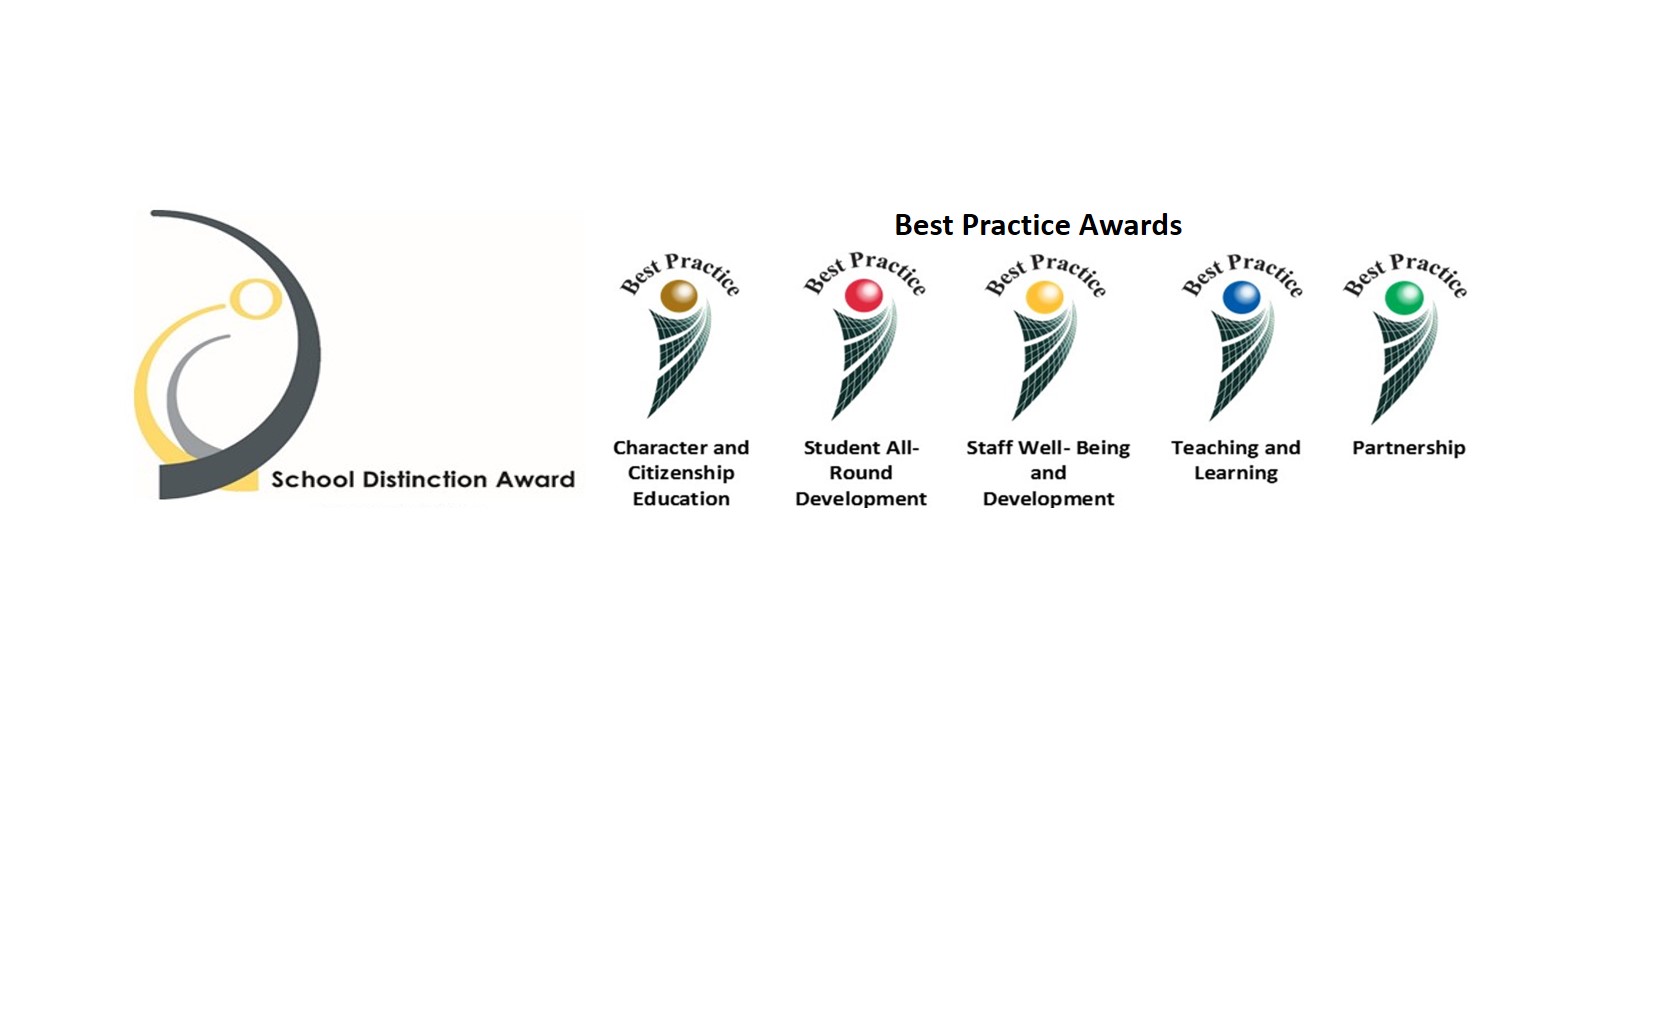 School Distinction Award
Best Practice Awards
Best Practice
Best Practice
Best Practice
Best Practice
Best Practice
Character and
Citizenship
Education
Student All-
Round
Development
Staff Well- Being
and
Development
Teaching and
Learning
Partnership